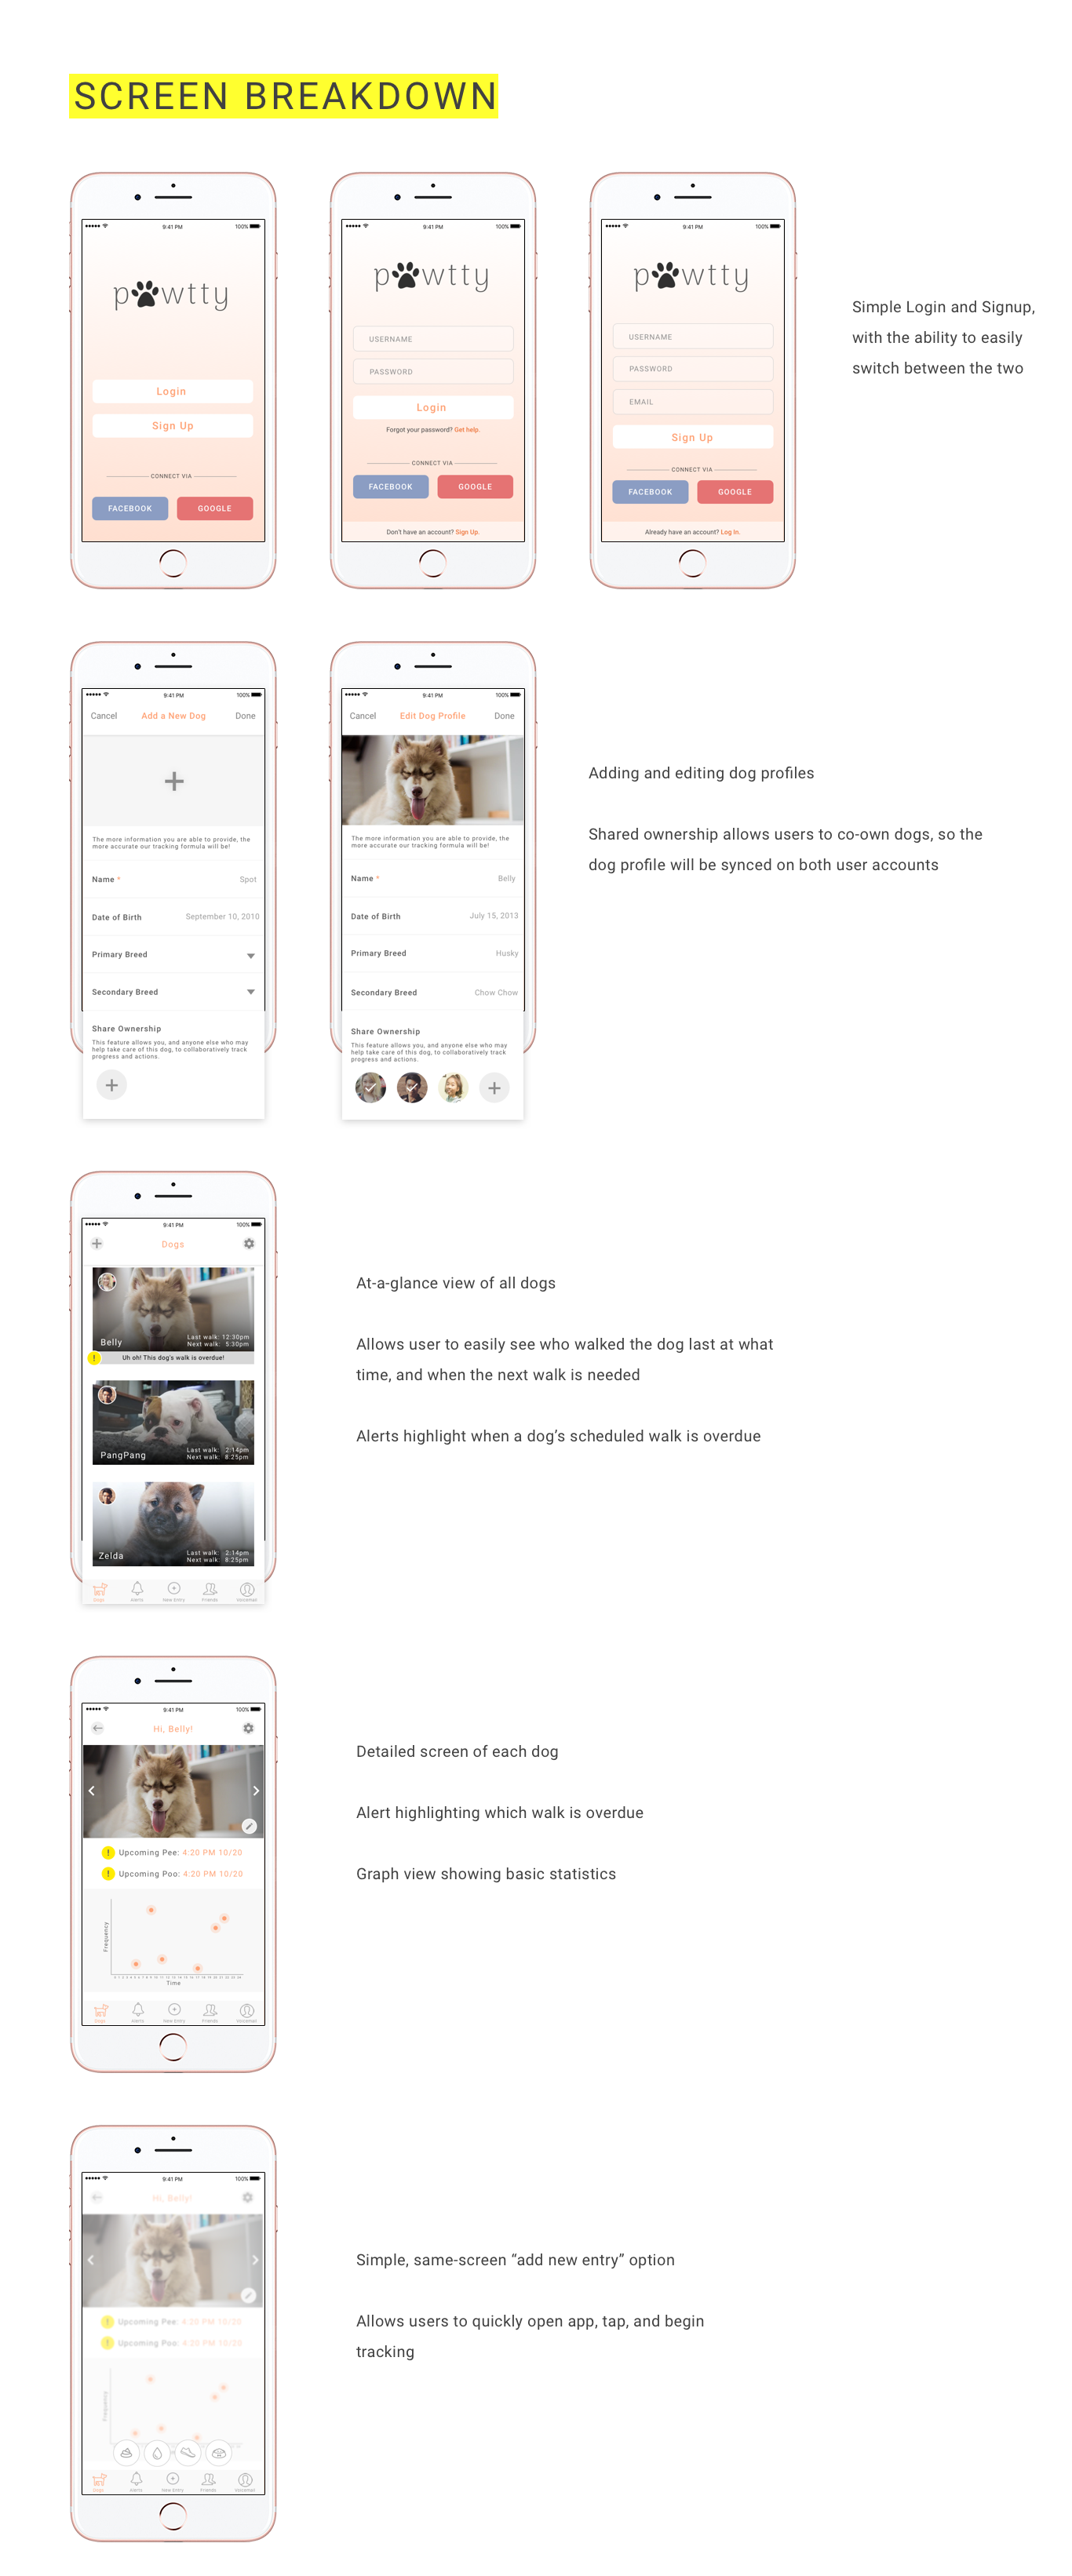 SCREEN BREAKDOWN
9:41 PM 100%
pawtty
Login
Sign Up
CONNECT VIA
FACEBOOK GOOGLE
9:41 PM 100%
pawtty
USERNAME
PASSWORD
Login
Forgot your password? Get help.
CONNECT VIA
FACEBOOK GOOGLE
Don't have an account? Sign Up.
9:41 PM 100%
pawtty
USERNAME
PASSWORD
EMAIL
Sign Up
CONNECT VIA
FACEBOOK GOOGLE
Already have an account? Log In.
Simple Login and Signup,
with the ability to easily
switch between the two
9:41 PM 100%
Cancel Add a New Dog Done
The more information you are able to provide, the
more accurate our tracking formula will be!
Name * Spot
Date of Birth September 10, 2010
Primary Breed
Secondary Breed
Share Ownership
This feature allows you, and anyone else who may
help take care of this dog, to collaboratively track
progress and actions.
9:41 PM 100%
Cancel Edit Dog Profile Done
The more information you are able to provide, the
more accurate our tracking formula will be!
Name * Belly
Date of Birth July 15, 2013
Primary Breed Husky
Secondary Breed Chow Chow
Share Ownership
This feature allows you, and anyone else who may
help take care of this dog, to collaboratively track
progress and actions.
Adding and editing dog profiles
Shared ownership allows users to co-own dogs, so the
dog profile will be synced on both user accounts
9:41 PM 100%
Dogs
Belly
Last walk: 12:30pm
Next walk: 5:30pm
! Uh oh! This dog's walk is overdue!
PangPang
Last walk: 2:14pm
Next walk: 8:25pm
Zelda
Last walk: 2:14pm
Next walk: 8:25pm
Dogs Alerts New Entry Friends Voicemail
At-a-glance view of all dogs
Allows user to easily see who walked the dog last at what
time, and when the next walk is needed
Alerts highlight when a dog’s scheduled walk is overdue
9:41 PM 100%
Hi, Belly!
! Upcoming Pee: 4:20 PM 10/20
! Upcoming Poo: 4:20 PM 10/20
Frequency
Time
Dogs Alerts New Entry Friends Voicemail
Detailed screen of each dog
Alert highlighting which walk is overdue
Graph view showing basic statistics
9:41 PM 100%
Hi, Belly!
! Upcoming Pee: 4:20 PM 10/20
! Upcoming Poo: 4:20 PM 10/20
Frequency
Dogs Alerts New Entry Friends Voicemail
Simple, same-screen “add new entry” option
Allows users to quickly open app, tap, and begin
tracking